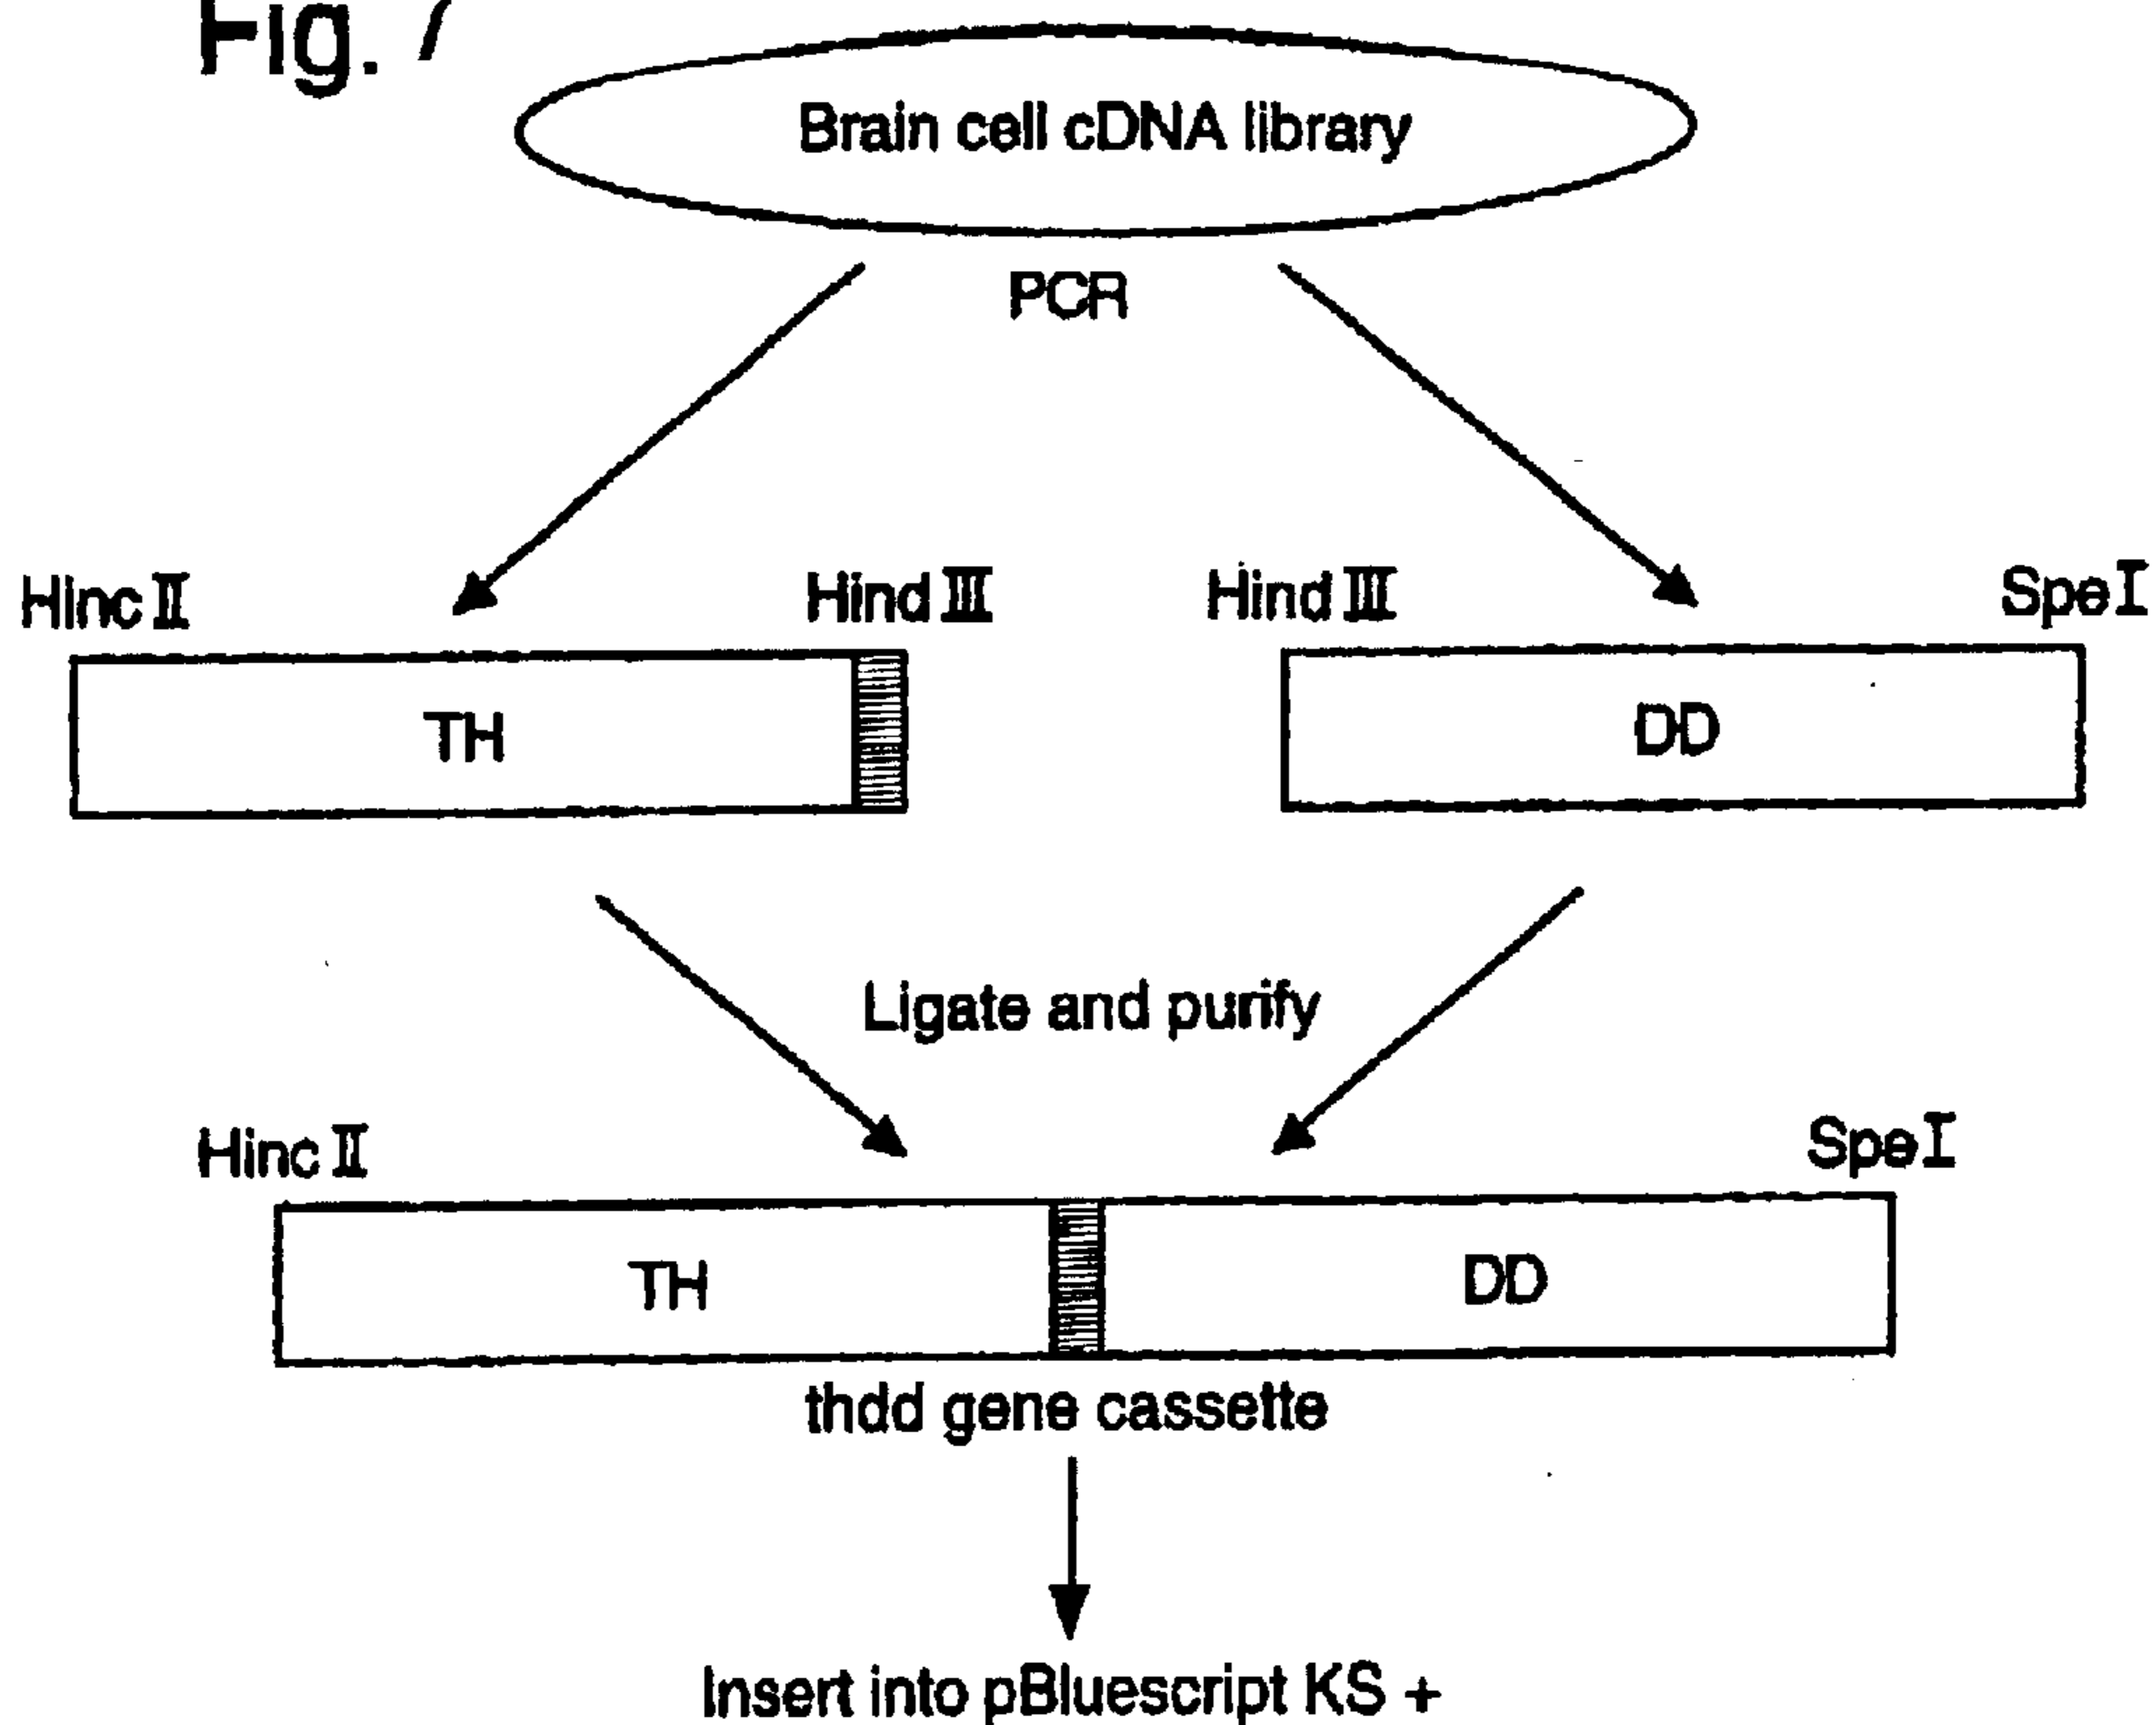 Fig. 7
Brain cell cDNA library
PCR
Hinc II
Hind III
Hind III
Spe I
TH
DD
Ligate and purify
Hinc II
Spe I
TH
DD
thdd gene cassette
Insert into pBluescript KS +